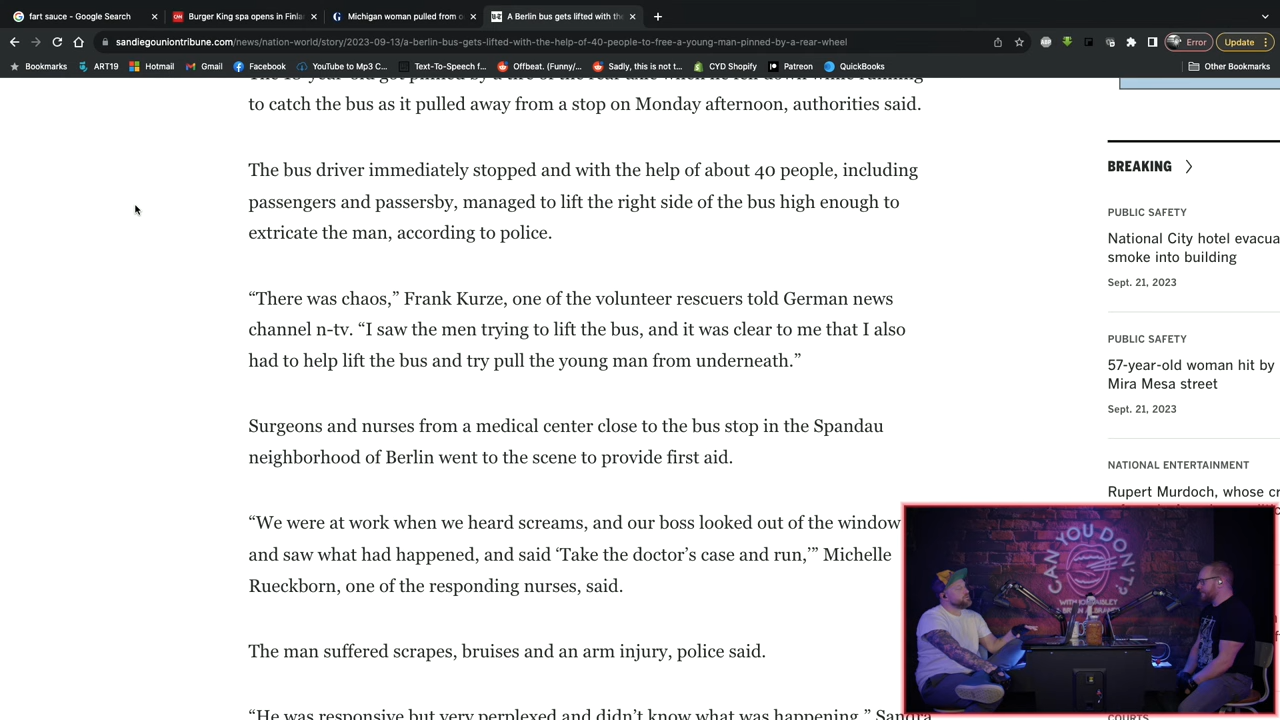 fart sauce - Google Search
Burger King spa opens in Finla
Michigan woman pulled from o
A Berlin bus gets lifted with the
sandiegouniontribune.com/news/nation-world/story/2023-09-13/a-berlin-bus-gets-lifted-with-the-help-of-40-people-to-free-a-young-man-pinned-by-a-rear-wheel
Error
Update
Bookmarks
ART19
Hotmail
Gmail
Facebook
YouTube to Mp3 C...
Text-To-Speech f...
Offbeat. (Funny/...
Sadly, this is not t...
CYD Shopify
Patreon
QuickBooks
Other Bookmarks
to catch the bus as it pulled away from a stop on Monday afternoon, authorities said.
The bus driver immediately stopped and with the help of about 40 people, including
passengers and passersby, managed to lift the right side of the bus high enough to
extricate the man, according to police.
“There was chaos,” Frank Kurze, one of the volunteer rescuers told German news
channel n-tv. “I saw the men trying to lift the bus, and it was clear to me that I also
had to help lift the bus and try pull the young man from underneath.”
Surgeons and nurses from a medical center close to the bus stop in the Spandau
neighborhood of Berlin went to the scene to provide first aid.
“We were at work when we heard screams, and our boss looked out of the window
and saw what had happened, and said ‘Take the doctor’s case and run,’” Michelle
Rueckborn, one of the responding nurses, said.
The man suffered scrapes, bruises and an arm injury, police said.
“He was responsive but very perplexed and didn’t know what was happening,” Sandra
BREAKING
PUBLIC SAFETY
National City hotel evacua
smoke into building
Sept. 21, 2023
PUBLIC SAFETY
57-year-old woman hit by
Mira Mesa street
Sept. 21, 2023
NATIONAL ENTERTAINMENT
Rupert Murdoch, whose cr
CAN YOU DON'T?
COURTS